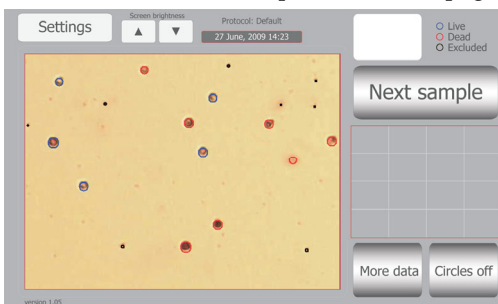 Settings
Screen brightness
▲ ▼
Protocol: Default
27 June, 2009 14:23
Live
Dead
Excluded
Next sample
More data
Circles off
version 1.05